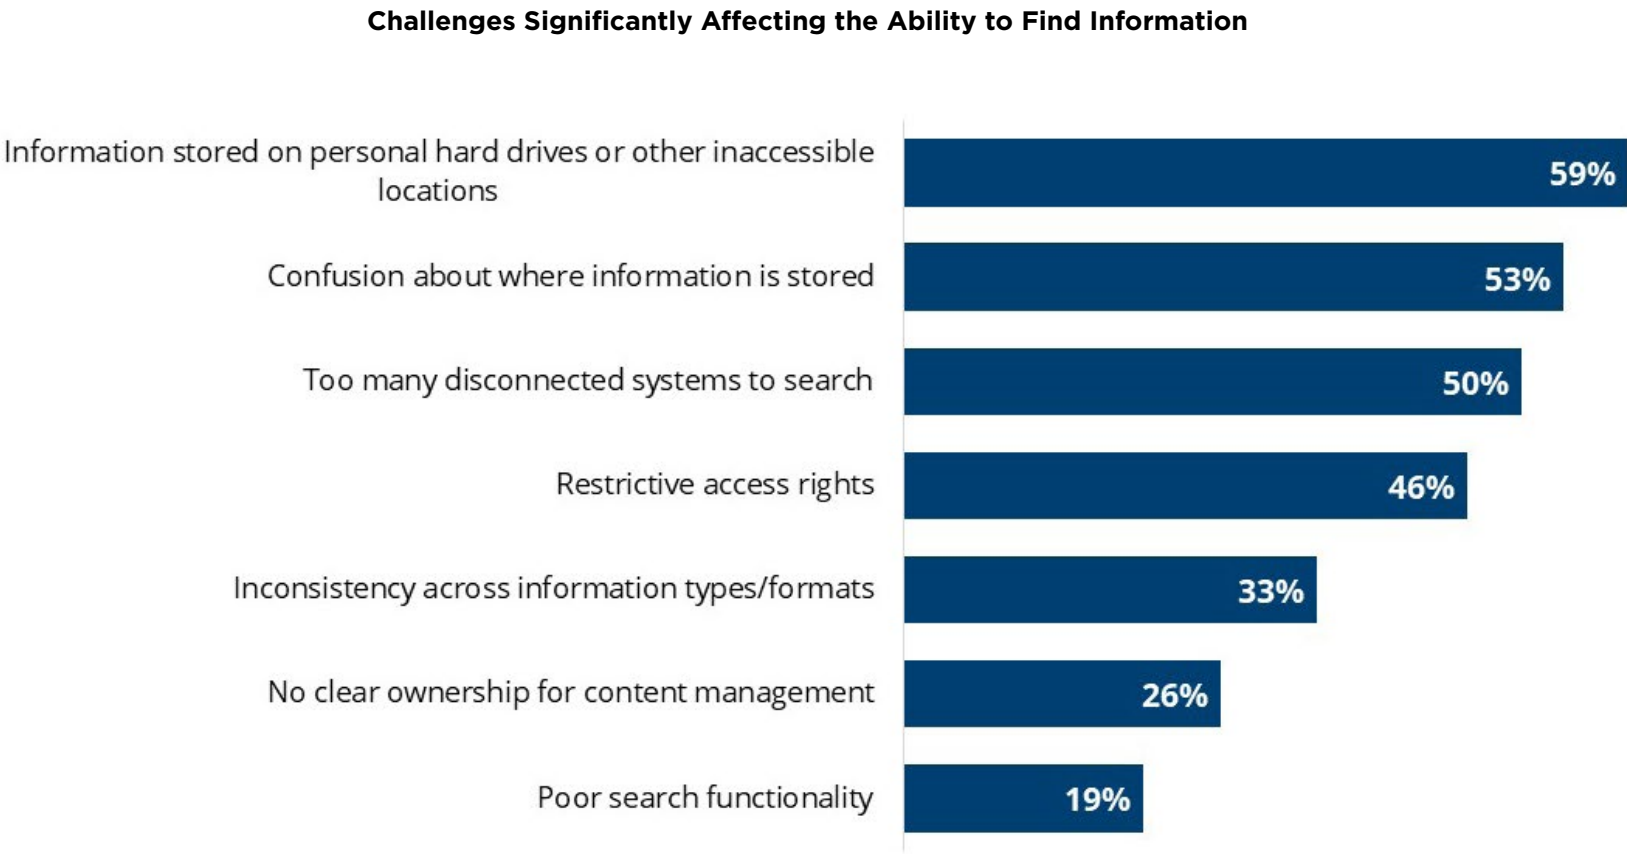 Challenges Significantly Affecting the Ability to Find Information
Information stored on personal hard drives or other inaccessible
locations
59%
Confusion about where information is stored
53%
Too many disconnected systems to search
50%
Restrictive access rights
46%
Inconsistency across information types/formats
33%
No clear ownership for content management
26%
Poor search functionality
19%